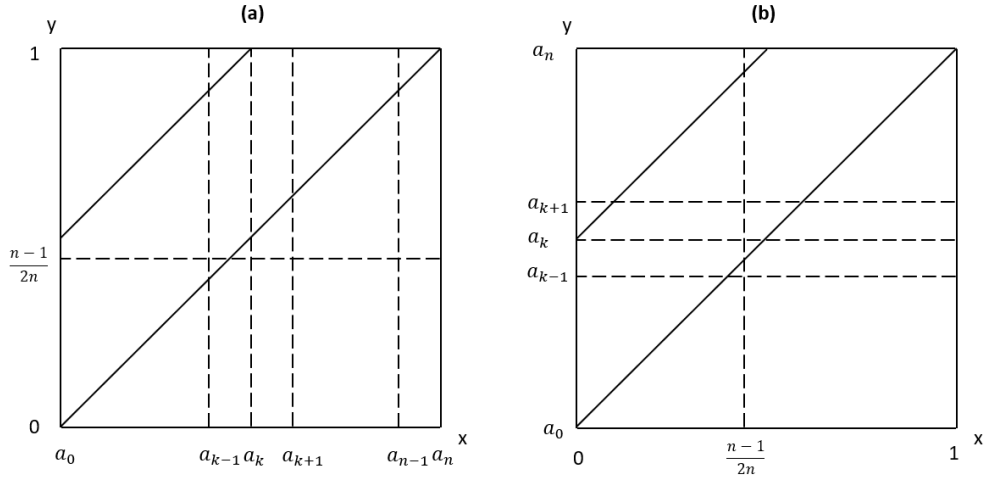 (a)
y
1
n − 1
2n
0
x
a₀ aₖ₋₁ aₖ aₖ₊₁ aₙ₋₁ aₙ
(b)
y
aₙ
aₖ₊₁
aₖ
aₖ₋₁
a₀
x
0
n − 1
2n
1